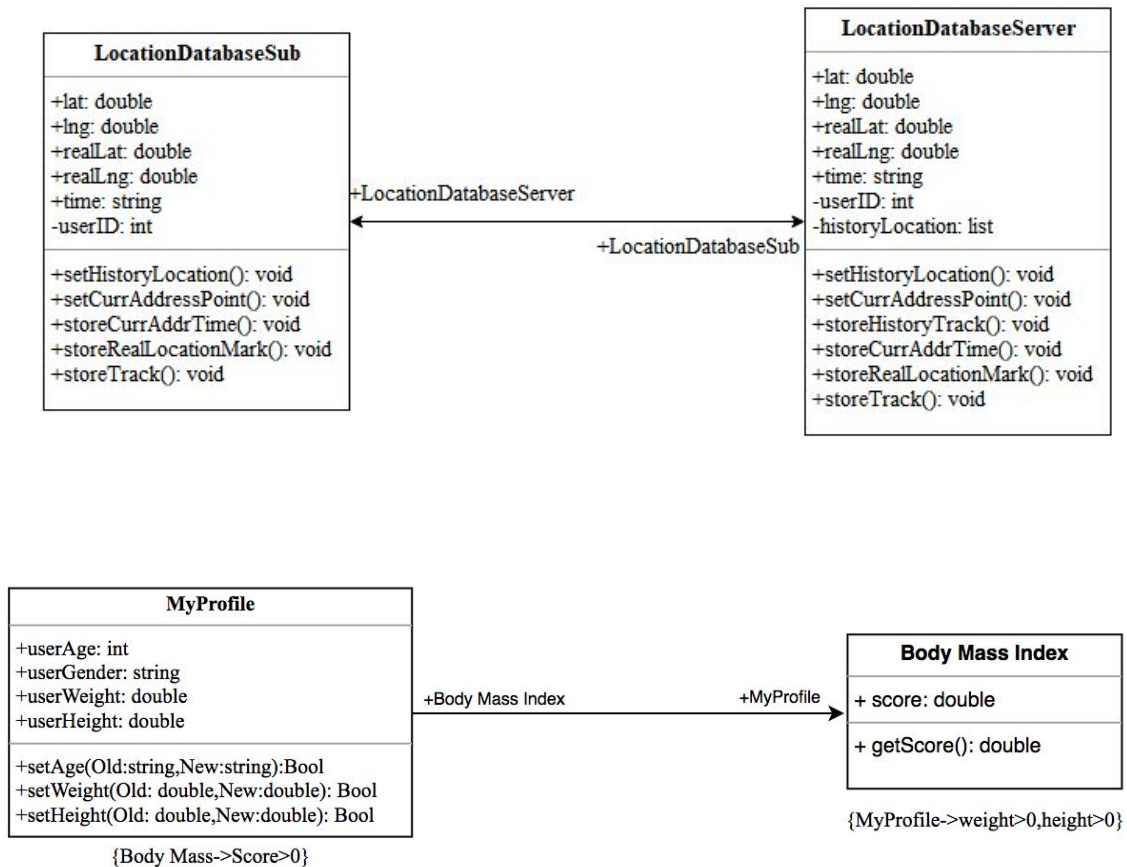 LocationDatabaseSub
+lat: double
+lng: double
+realLat: double
+realLng: double
+time: string
-userID: int
+setHistoryLocation(): void
+setCurrAddressPoint(): void
+storeCurrAddrTime(): void
+storeRealLocationMark(): void
+storeTrack(): void
+LocationDatabaseServer
+LocationDatabaseSub
LocationDatabaseServer
+lat: double
+lng: double
+realLat: double
+realLng: double
+time: string
-userID: int
-historyLocation: list
+setHistoryLocation(): void
+setCurrAddressPoint(): void
+storeHistoryTrack(): void
+storeCurrAddrTime(): void
+storeRealLocationMark(): void
+storeTrack(): void
MyProfile
+userAge: int
+userGender: string
+userWeight: double
+userHeight: double
+setAge(Old:string,New:string):Bool
+setWeight(Old: double,New:double): Bool
+setHeight(Old: double,New:double): Bool
{Body Mass->Score>0}
+Body Mass Index
+MyProfile
Body Mass Index
+ score: double
+ getScore(): double
{MyProfile->weight>0,height>0}